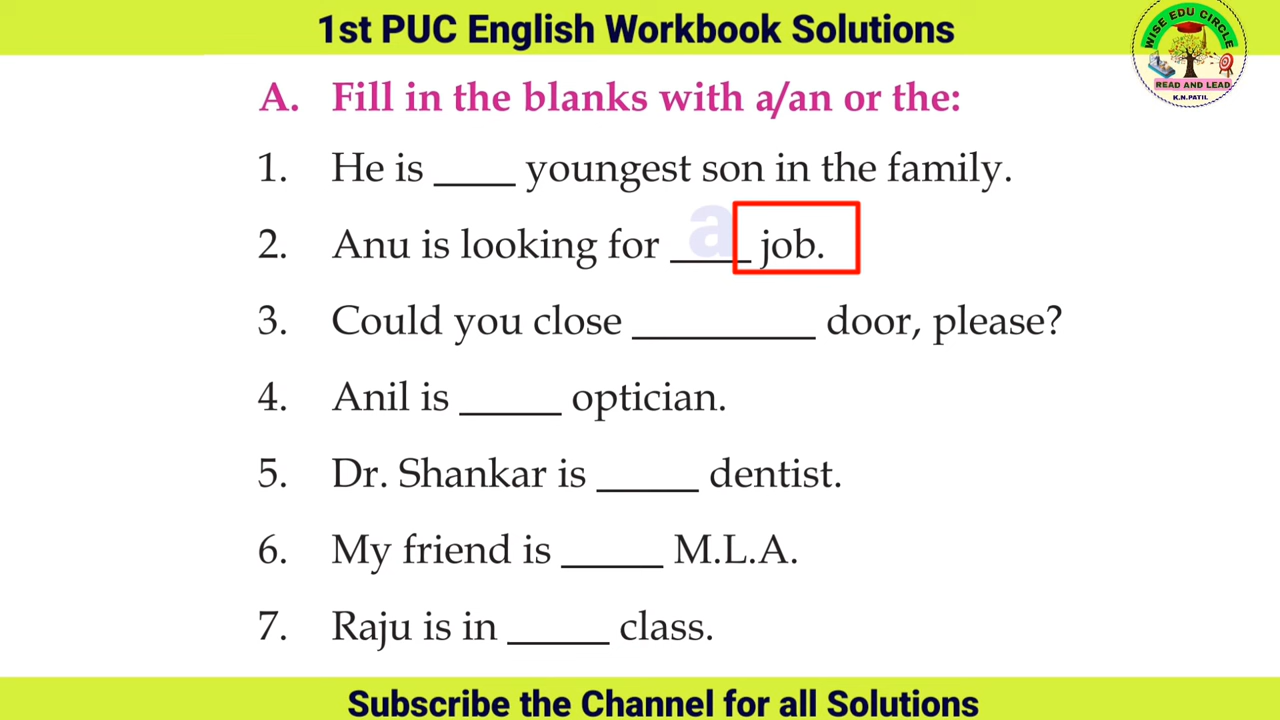 1st PUC English Workbook Solutions
WISE EDU CIRCLE
READ AND LEAD
K.N.PATIL
A. Fill in the blanks with a/an or the:
1. He is ____ youngest son in the family.
2. Anu is looking for a____ job.
3. Could you close _________ door, please?
4. Anil is _____ optician.
5. Dr. Shankar is _____ dentist.
6. My friend is _____ M.L.A.
7. Raju is in _____ class.
Subscribe the Channel for all Solutions